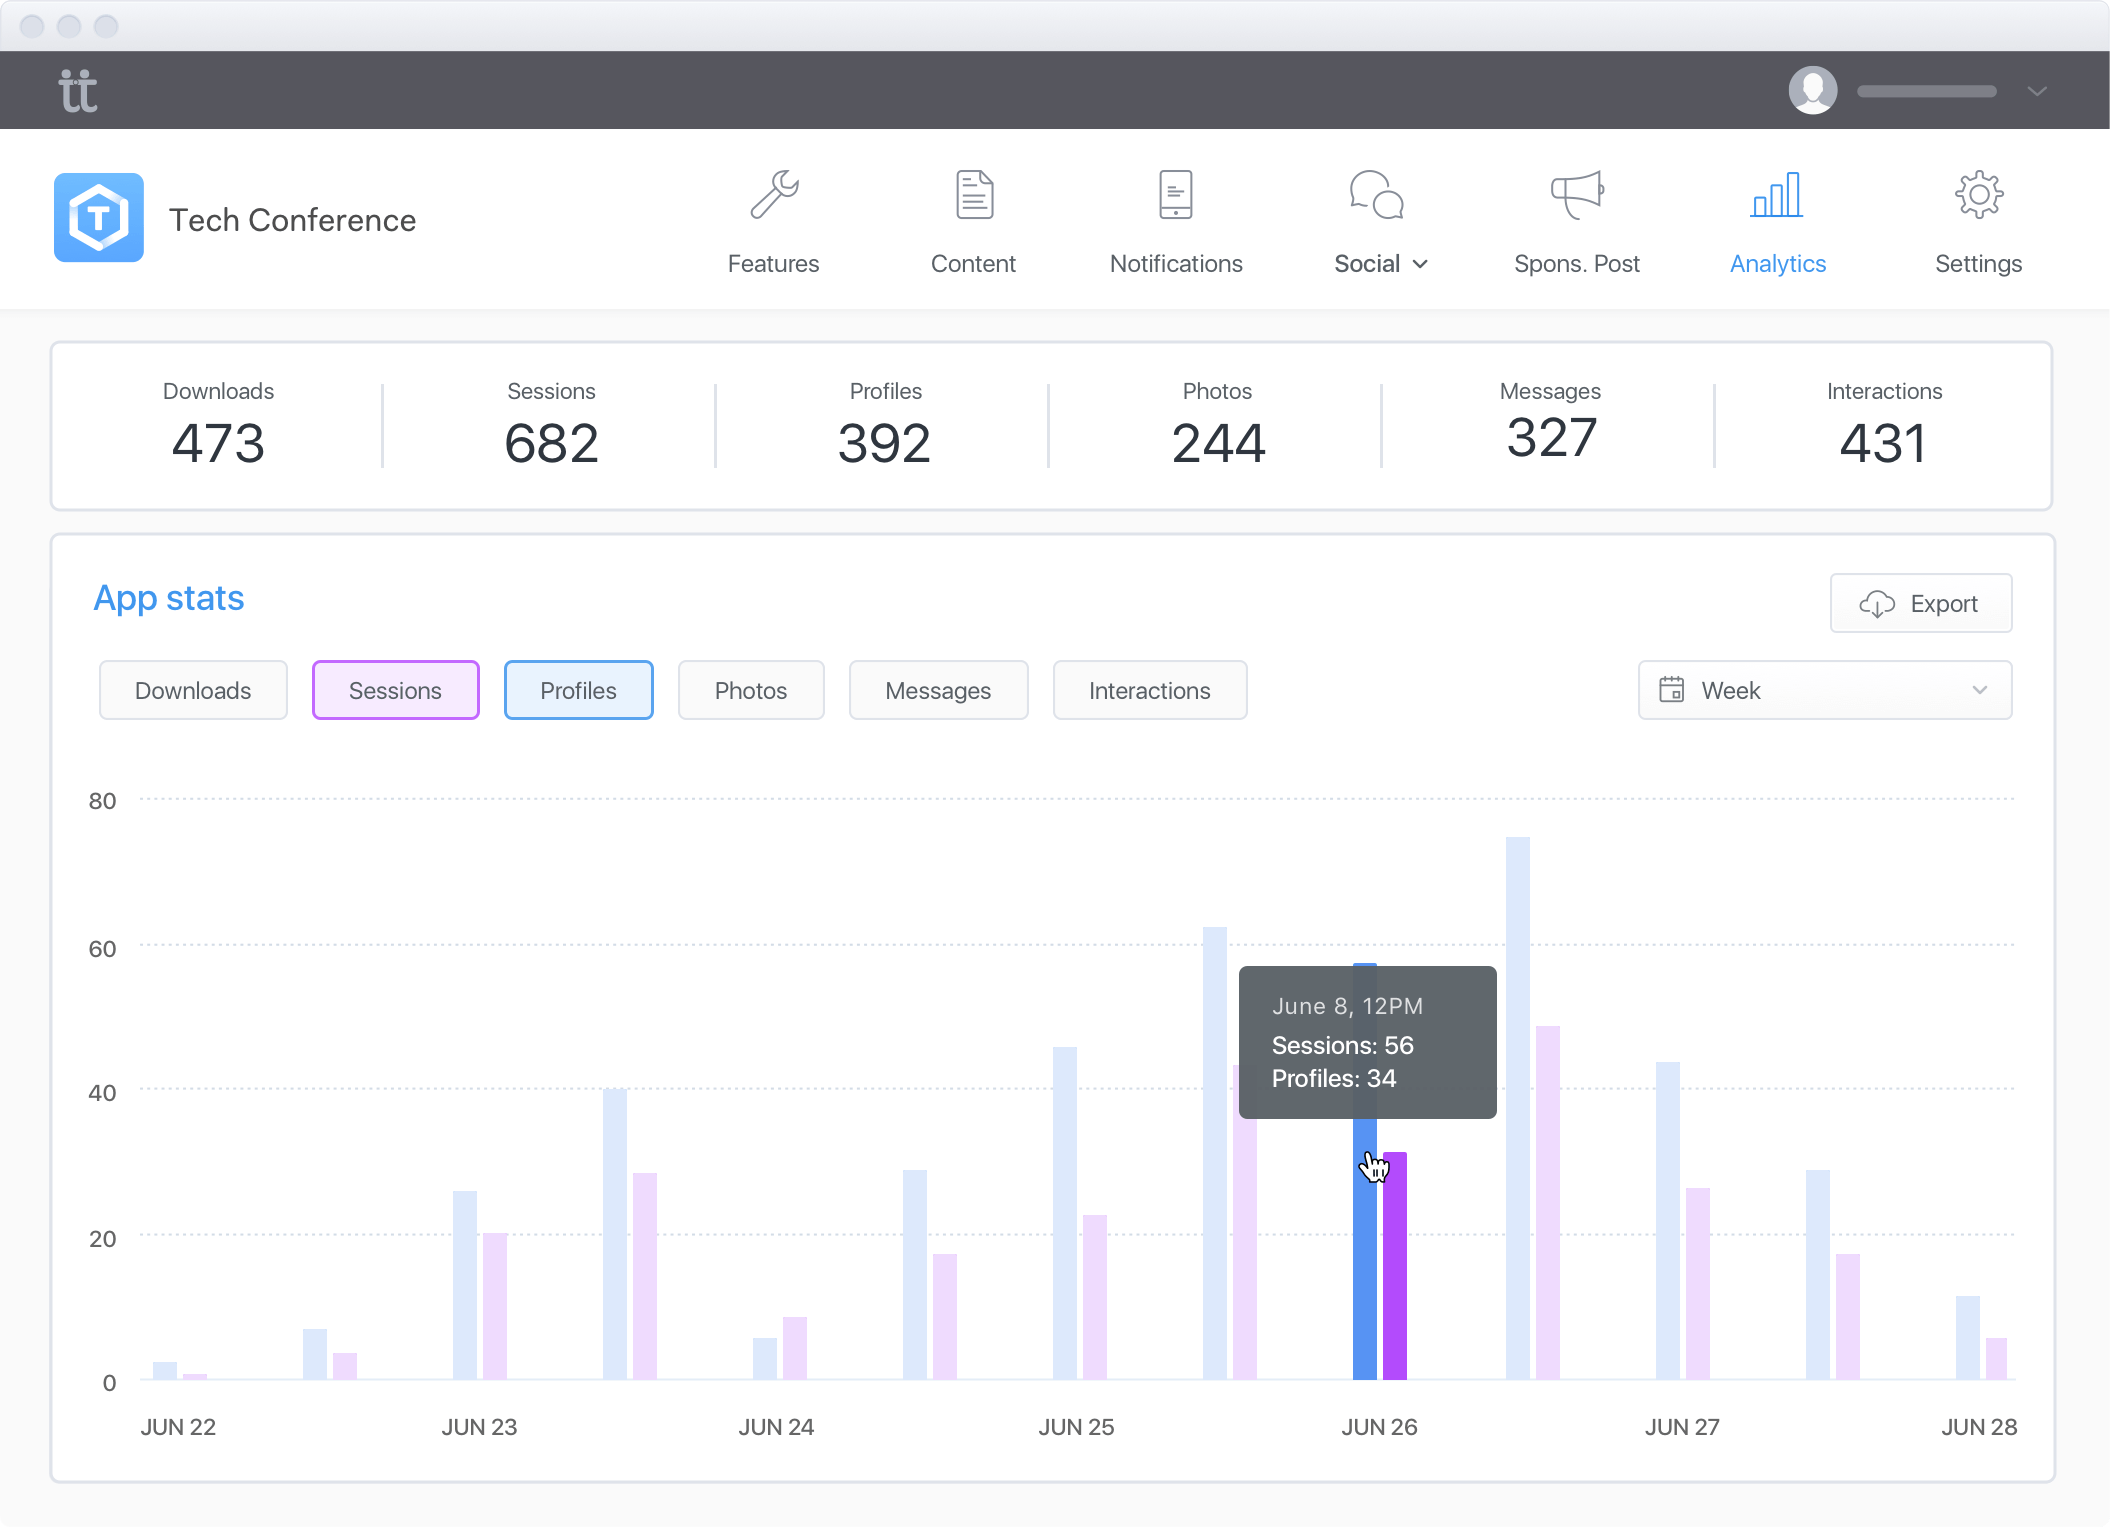 tt
T
Tech Conference
Features
Content
Notifications
Social
Spons. Post
Analytics
Settings
Downloads
473
Sessions
682
Profiles
392
Photos
244
Messages
327
Interactions
431
App stats
Export
Downloads
Sessions
Profiles
Photos
Messages
Interactions
Week
80
60
40
20
0
June 8, 12PM
Sessions: 56
Profiles: 34
JUN 22
JUN 23
JUN 24
JUN 25
JUN 26
JUN 27
JUN 28